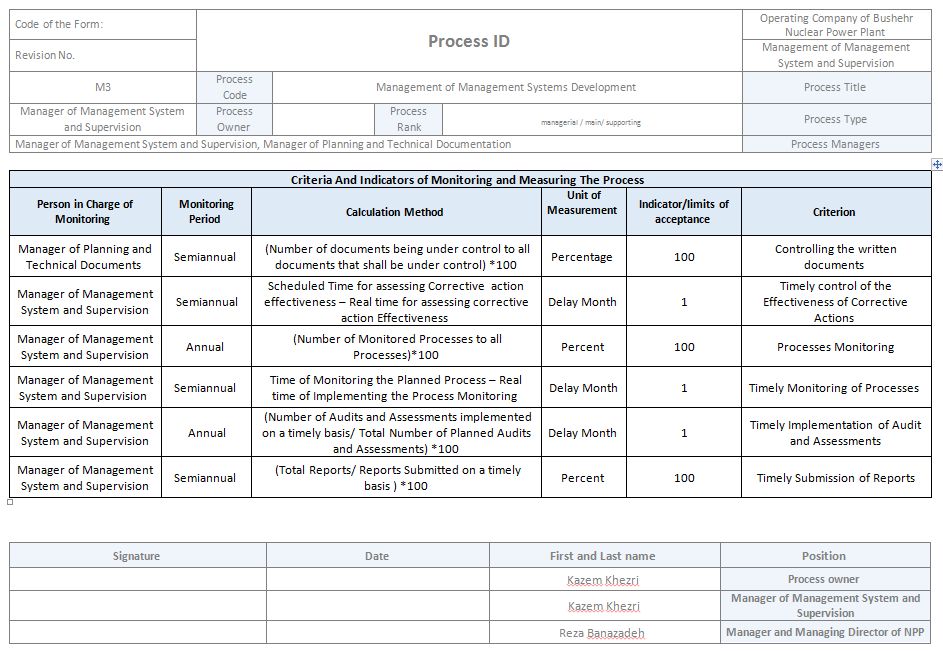 Code of the Form:
Process ID
Operating Company of Bushehr
Nuclear Power Plant
Revision No.
Management of Management
System and Supervision
M3
Process
Code
Management of Management Systems Development
Process Title
Manager of Management System
and Supervision
Process
Owner
Process
Rank
managerial / main/ supporting
Process Type
Manager of Management System and Supervision, Manager of Planning and Technical Documentation
Process Managers
Criteria And Indicators of Monitoring and Measuring The Process
Person in Charge of
Monitoring
Monitoring
Period
Calculation Method
Unit of
Measurement
Indicator/limits of
acceptance
Criterion
Manager of Planning and
Technical Documents
Semiannual
(Number of documents being under control to all
documents that shall be under control) *100
Percentage
100
Controlling the written
documents
Manager of Management
System and Supervision
Semiannual
Scheduled Time for assessing Corrective action
effectiveness – Real time for assessing corrective
action Effectiveness
Delay Month
1
Timely control of the
Effectiveness of Corrective
Actions
Manager of Management
System and Supervision
Annual
(Number of Monitored Processes to all
Processes)*100
Percent
100
Processes Monitoring
Manager of Management
System and Supervision
Semiannual
Time of Monitoring the Planned Process – Real
time of Implementing the Process Monitoring
Delay Month
1
Timely Monitoring of Processes
Manager of Management
System and Supervision
Annual
(Number of Audits and Assessments implemented
on a timely basis/ Total Number of Planned Audits
and Assessments) *100
Delay Month
1
Timely Implementation of Audit
and Assessments
Manager of Management
System and Supervision
Semiannual
(Total Reports/ Reports Submitted on a timely
basis ) *100
Percent
100
Timely Submission of Reports
Signature
Date
First and Last name
Position
Kazem Khezri
Process owner
Kazem Khezri
Manager of Management System and
Supervision
Reza Banazadeh
Manager and Managing Director of NPP